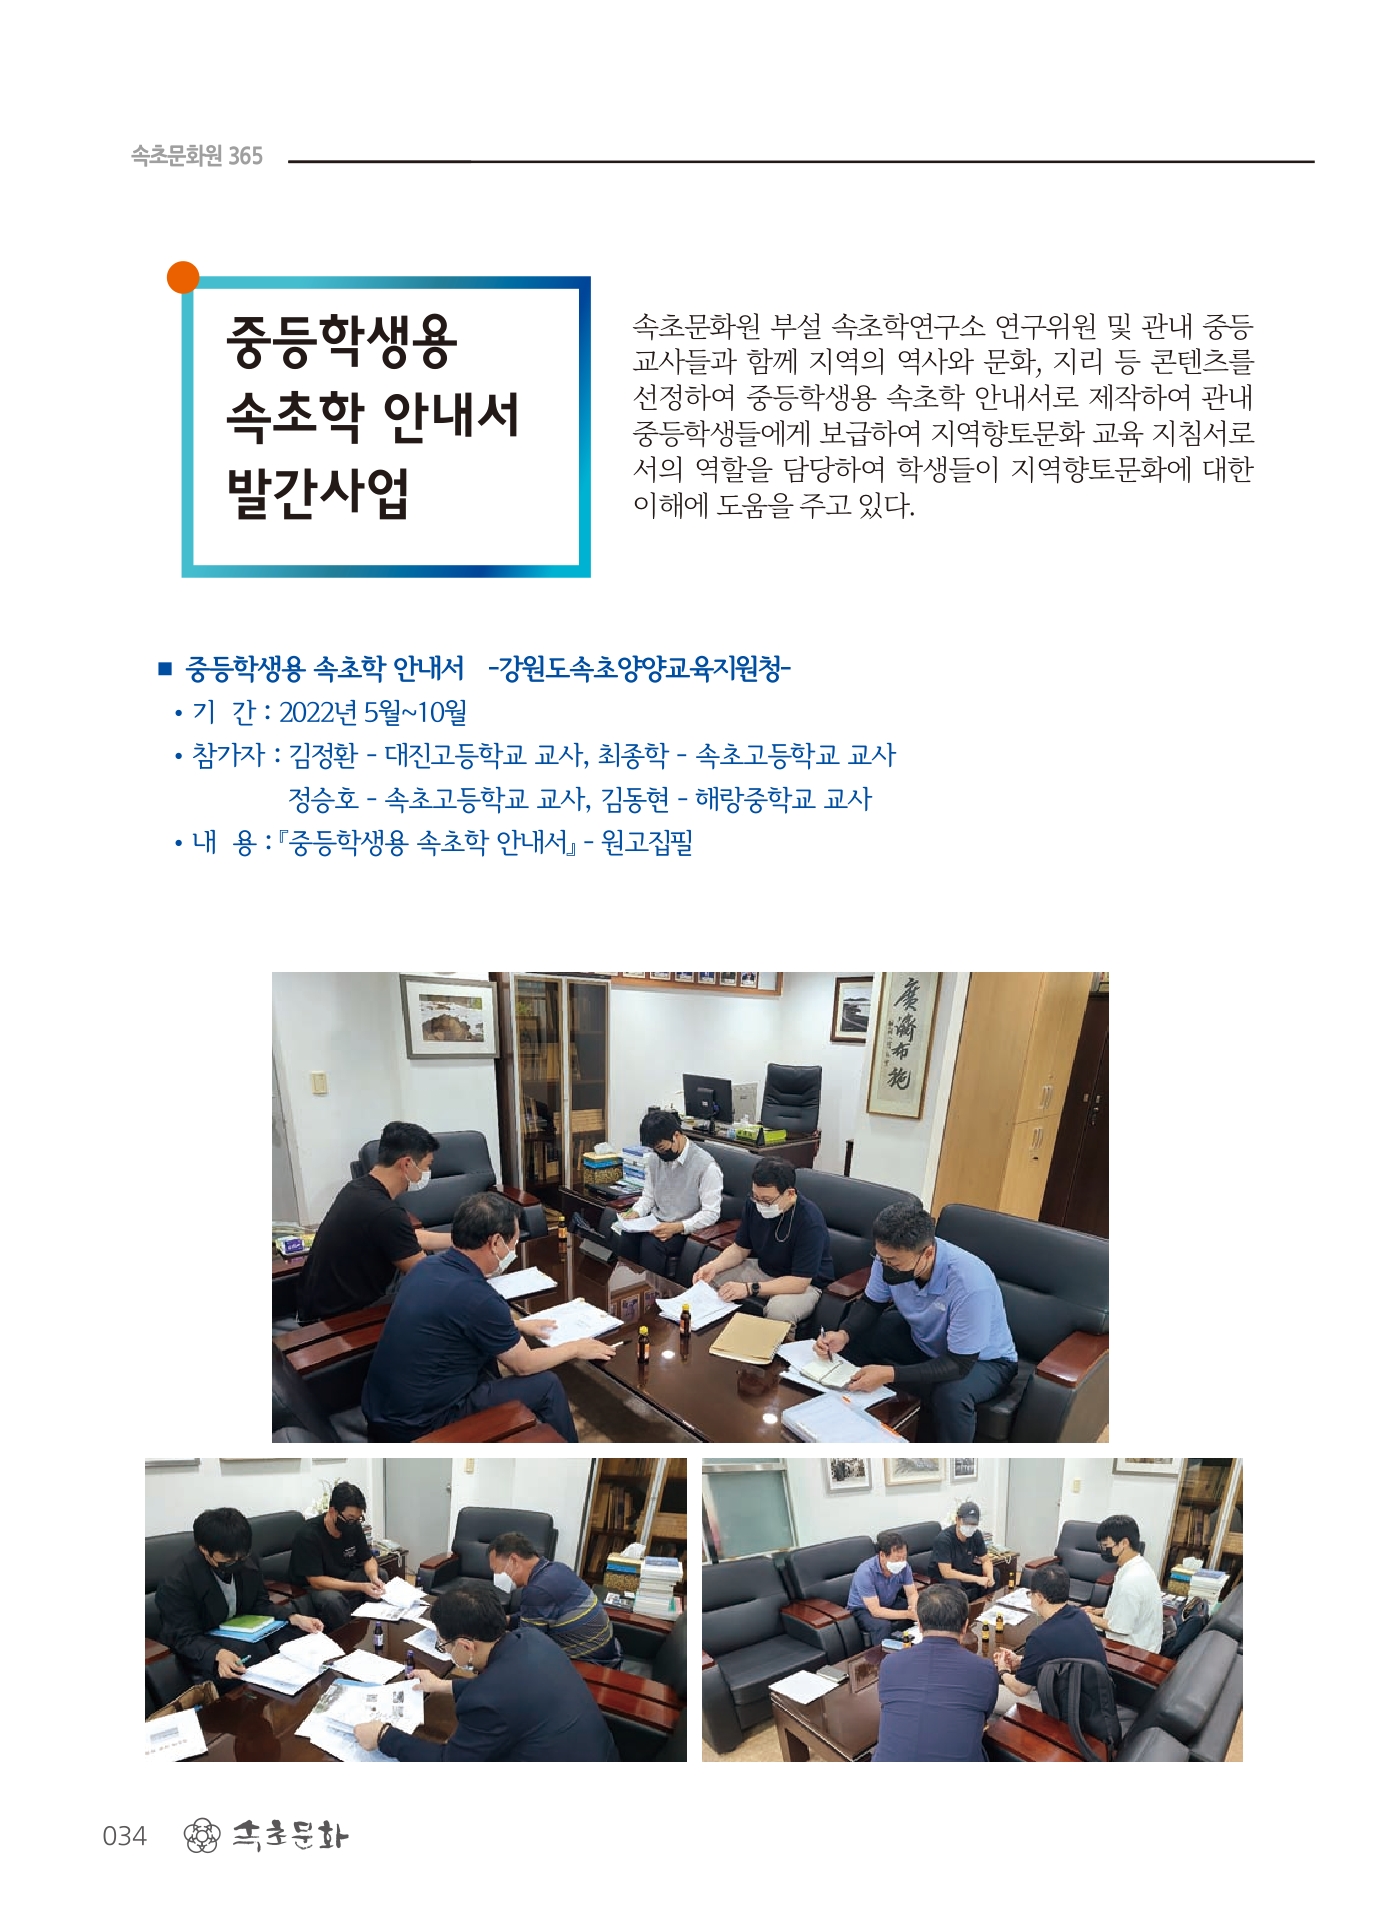 속초문화원 365
중등학생용
속초학 안내서
발간사업
속초문화원 부설 속초학연구소 연구위원 및 관내 중등
교사들과 함께 지역의 역사와 문화, 지리 등 콘텐츠를
선정하여 중등학생용 속초학 안내서로 제작하여 관내
중등학생들에게 보급하여 지역향토문화 교육 지침서로
서의 역할을 담당하여 학생들이 지역향토문화에 대한
이해에 도움을 주고 있다.
■ 중등학생용 속초학 안내서 -강원도속초양양교육지원청-
• 기 간 : 2022년 5월~10월
• 참가자 : 김정환 - 대진고등학교 교사, 최종학 - 속초고등학교 교사
정승호 - 속초고등학교 교사, 김동현 - 해랑중학교 교사
• 내 용 : 『중등학생용 속초학 안내서』 - 원고집필
廣濟布施
034 속초문화